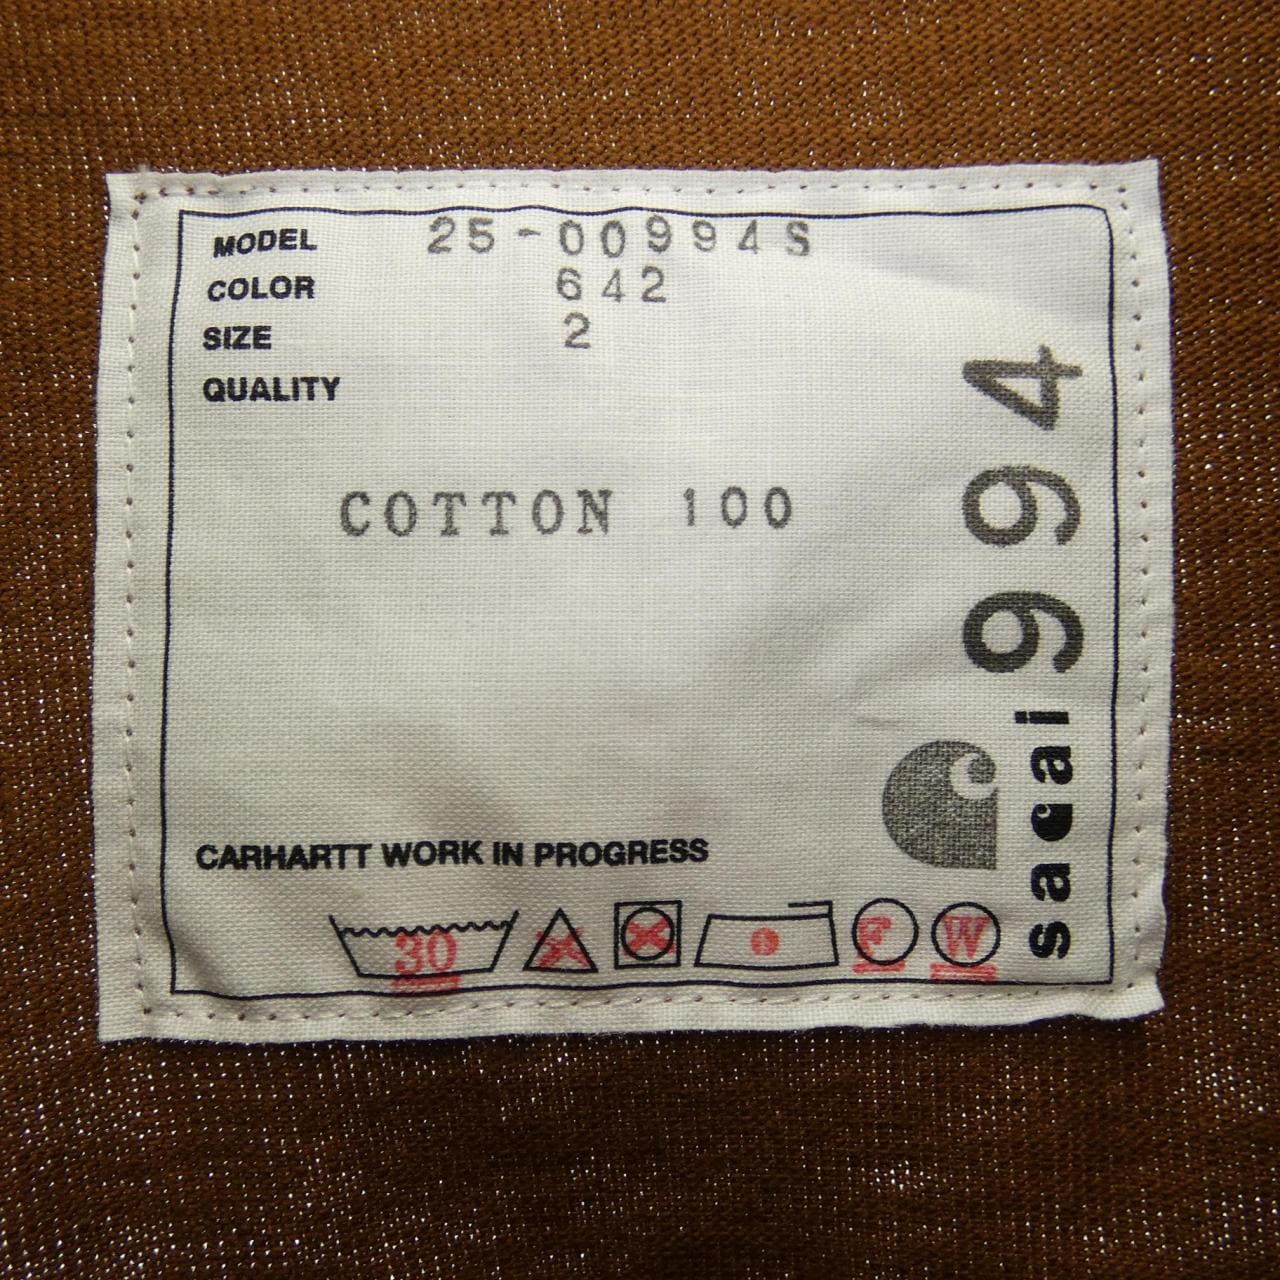 MODEL 25-00994S
COLOR 642
SIZE 2
QUALITY
COTTON 100
CARHARTT WORK IN PROGRESS
30 F W
sacai 994